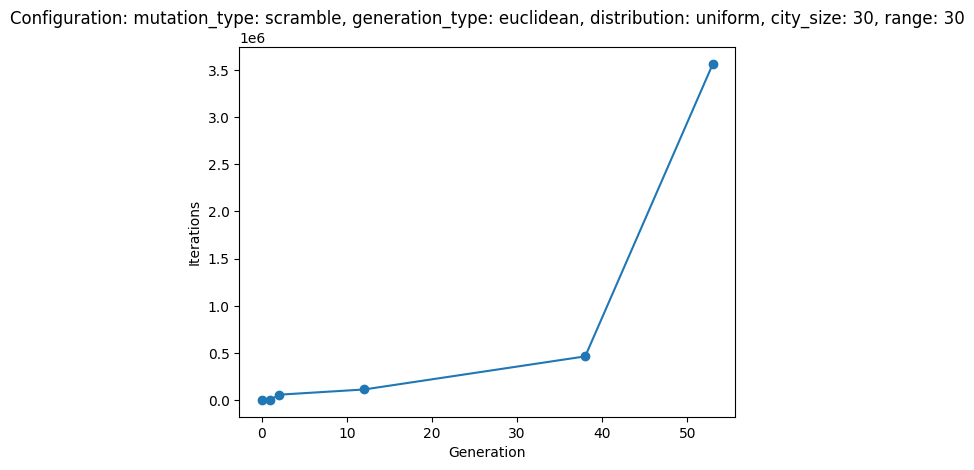 Configuration: mutation_type: scramble, generation_type: euclidean, distribution: uniform, city_size: 30, range: 30
1e6
3.5
3.0
2.5
2.0
1.5
1.0
0.5
0.0
Iterations
0 10 20 30 40 50
Generation